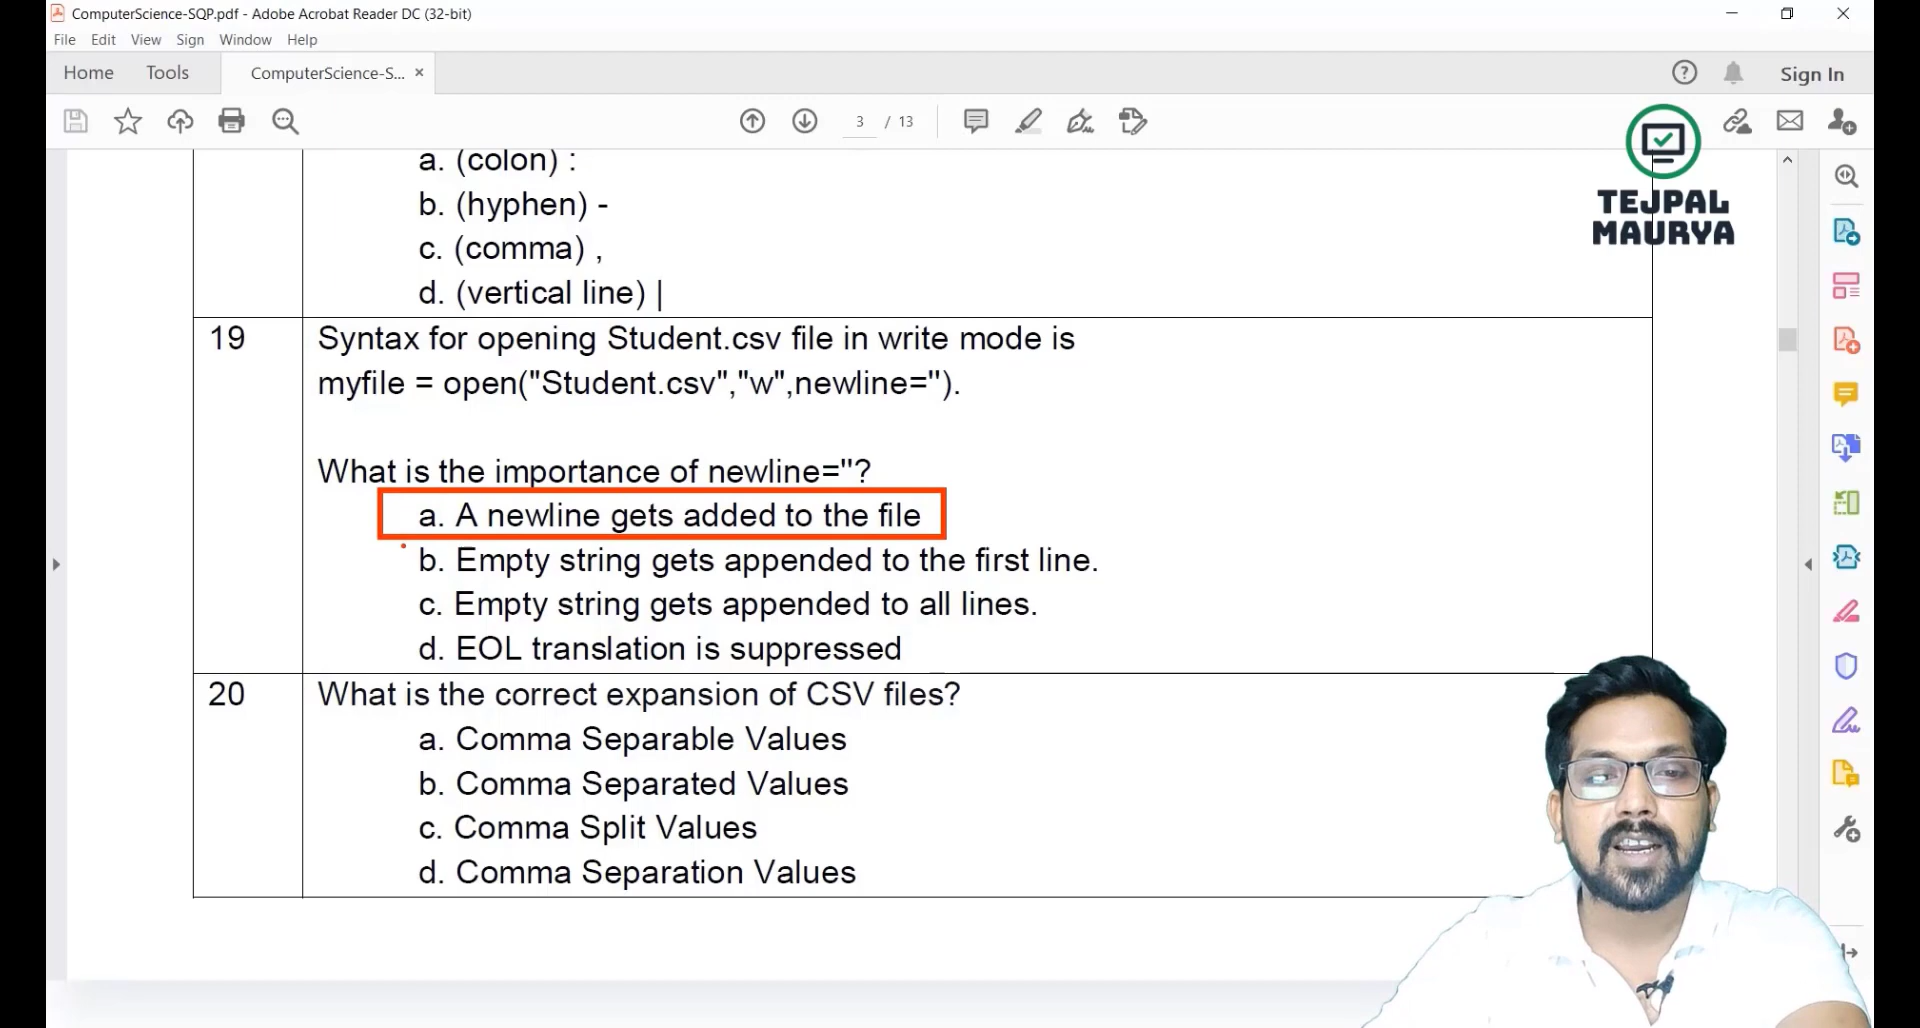 ComputerScience-SQP.pdf - Adobe Acrobat Reader DC (32-bit)
File Edit View Sign Window Help
Home Tools ComputerScience-S... × Sign In
3 / 13
TEJPAL
MAURYA
a. (colon) :
b. (hyphen) -
c. (comma) ,
d. (vertical line) |
19 Syntax for opening Student.csv file in write mode is
myfile = open("Student.csv","w",newline='').
What is the importance of newline=''?
a. A newline gets added to the file
b. Empty string gets appended to the first line.
c. Empty string gets appended to all lines.
d. EOL translation is suppressed
20 What is the correct expansion of CSV files?
a. Comma Separable Values
b. Comma Separated Values
c. Comma Split Values
d. Comma Separation Values